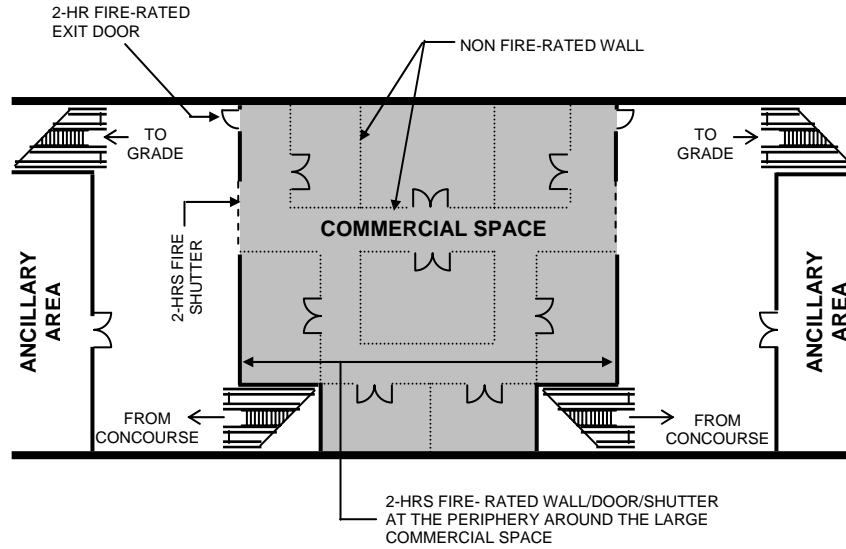 2-HR FIRE-RATED
EXIT DOOR
NON FIRE-RATED WALL
TO
GRADE
TO
GRADE
COMMERCIAL SPACE
2-HRS FIRE
SHUTTER
ANCILLARY
AREA
ANCILLARY
AREA
FROM
CONCOURSE
FROM
CONCOURSE
2-HRS FIRE- RATED WALL/DOOR/SHUTTER
AT THE PERIPHERY AROUND THE LARGE
COMMERCIAL SPACE